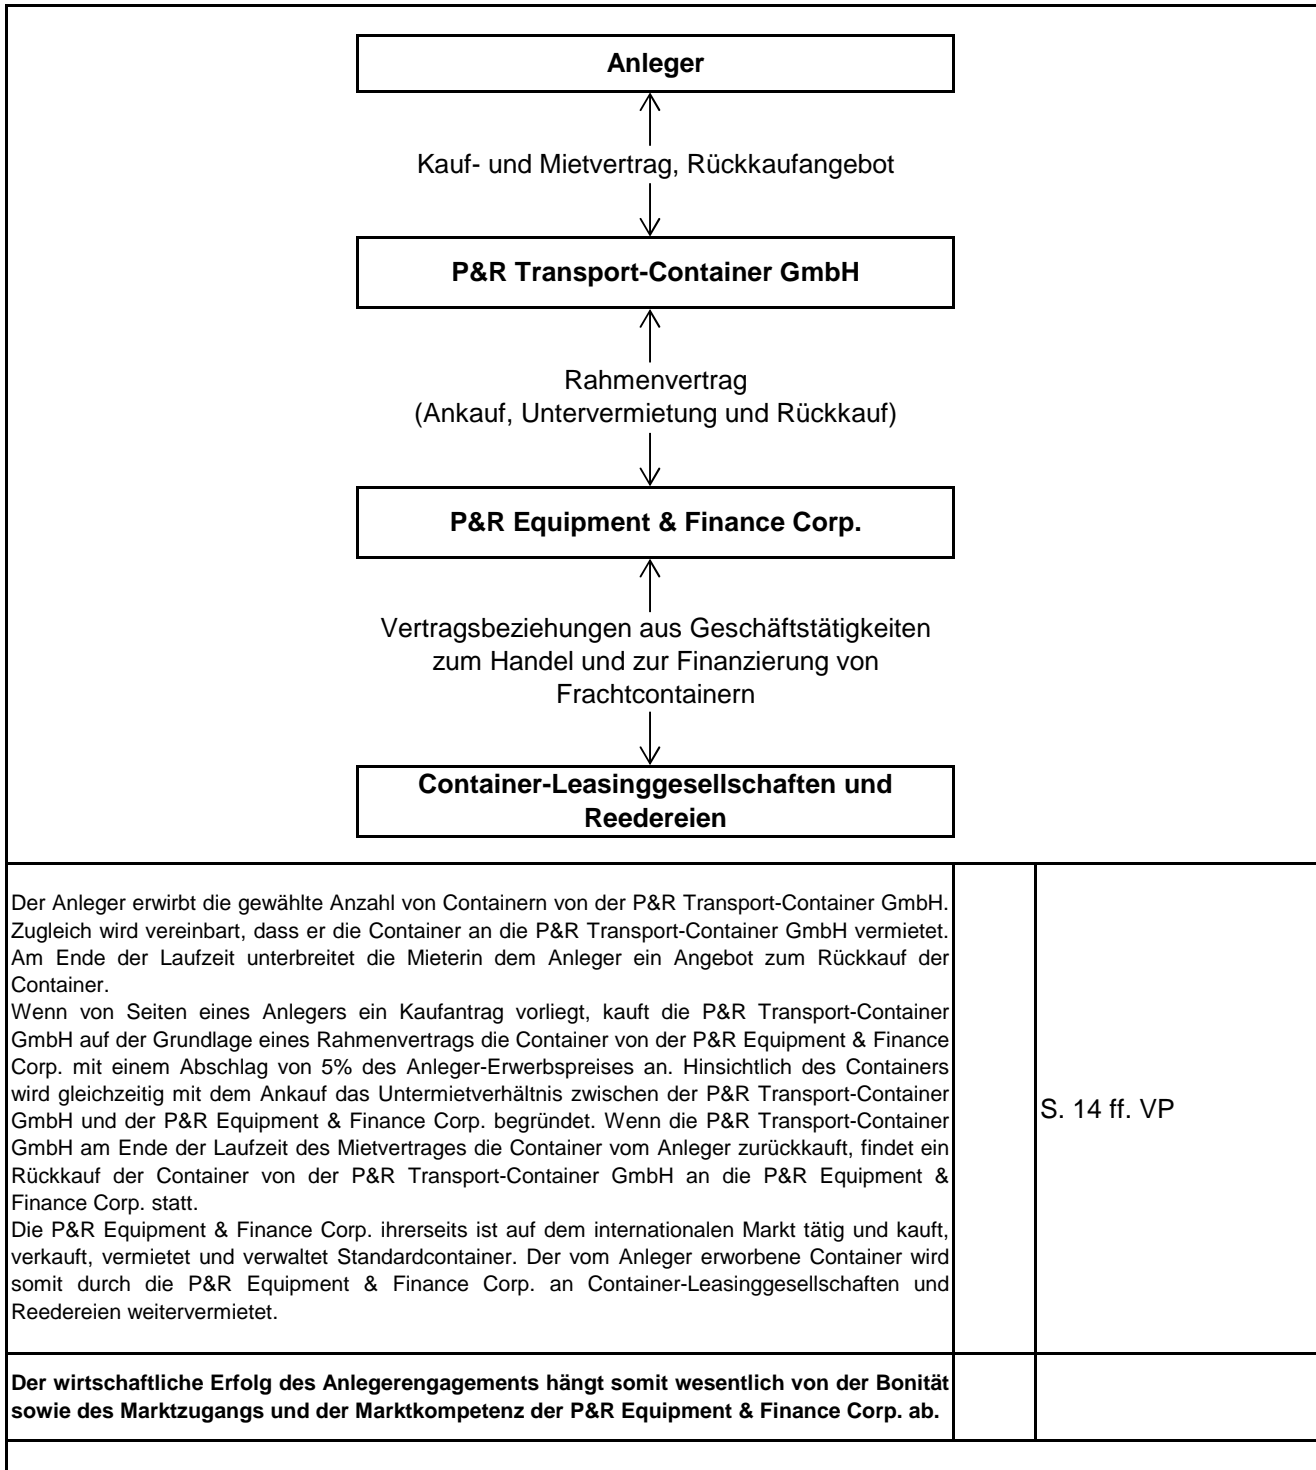 Anleger
Kauf- und Mietvertrag, Rückkaufangebot
P&R Transport-Container GmbH
Rahmenvertrag
(Ankauf, Untervermietung und Rückkauf)
P&R Equipment & Finance Corp.
Vertragsbeziehungen aus Geschäftstätigkeiten
zum Handel und zur Finanzierung von
Frachtcontainern
Container-Leasinggesellschaften und
Reedereien
Der Anleger erwirbt die gewählte Anzahl von Containern von der P&R Transport-Container GmbH.
Zugleich wird vereinbart, dass er die Container an die P&R Transport-Container GmbH vermietet.
Am Ende der Laufzeit unterbreitet die Mieterin dem Anleger ein Angebot zum Rückkauf der
Container.
Wenn von Seiten eines Anlegers ein Kaufantrag vorliegt, kauft die P&R Transport-Container
GmbH auf der Grundlage eines Rahmenvertrags die Container von der P&R Equipment & Finance
Corp. mit einem Abschlag von 5% des Anleger-Erwerbspreises an. Hinsichtlich des Containers
wird gleichzeitig mit dem Ankauf das Untermietverhältnis zwischen der P&R Transport-Container
GmbH und der P&R Equipment & Finance Corp. begründet. Wenn die P&R Transport-Container
GmbH am Ende der Laufzeit des Mietvertrages die Container vom Anleger zurückkauft, findet ein
Rückkauf der Container von der P&R Transport-Container GmbH an die P&R Equipment &
Finance Corp. statt.
Die P&R Equipment & Finance Corp. ihrerseits ist auf dem internationalen Markt tätig und kauft,
verkauft, vermietet und verwaltet Standardcontainer. Der vom Anleger erworbene Container wird
somit durch die P&R Equipment & Finance Corp. an Container-Leasinggesellschaften und
Reedereien weitervermietet.
S. 14 ff. VP
Der wirtschaftliche Erfolg des Anlegerengagements hängt somit wesentlich von der Bonität
sowie des Marktzugangs und der Marktkompetenz der P&R Equipment & Finance Corp. ab.